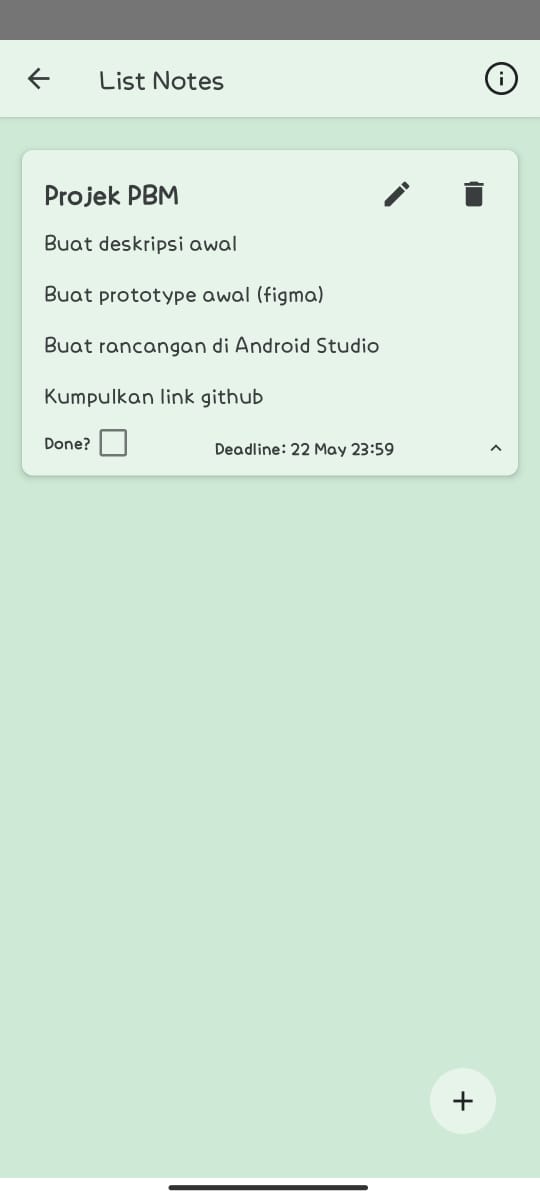 List Notes
Projek PBM
Buat deskripsi awal
Buat prototype awal (figma)
Buat rancangan di Android Studio
Kumpulkan link github
Done?
Deadline: 22 May 23:59